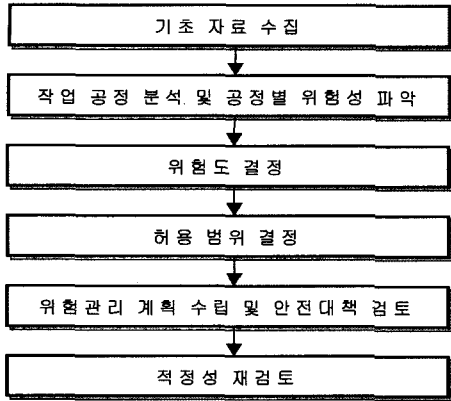 기초 자료 수집
작업 공정 분석 및 공정별 위험성 파악
위험도 결정
허용 범위 결정
위험관리 계획 수립 및 안전대책 검토
적정성 재검토